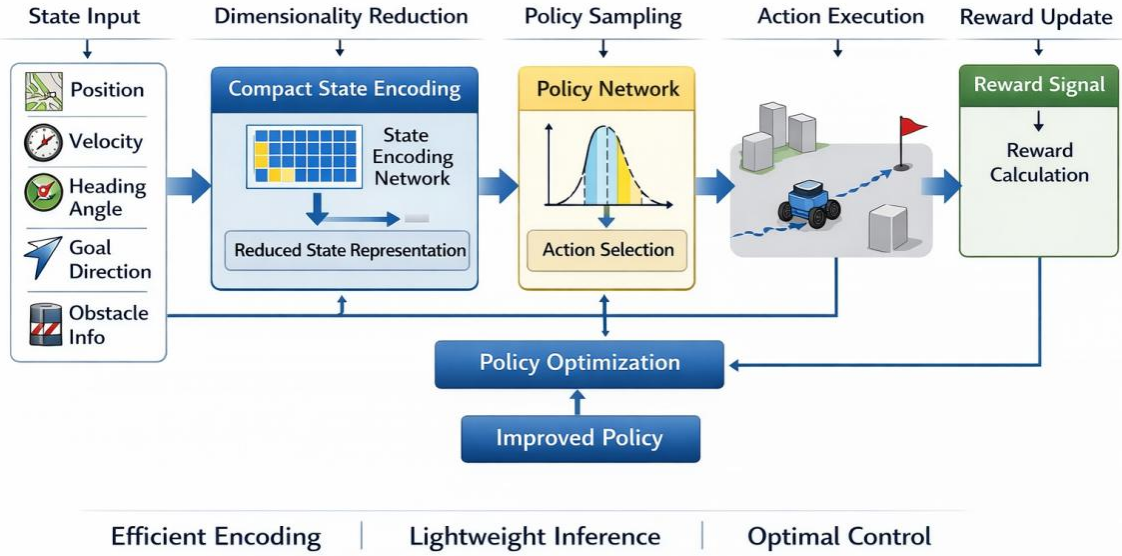 State Input
Dimensionality Reduction
Policy Sampling
Action Execution
Reward Update
Position
Velocity
Heading
Angle
Goal
Direction
Obstacle
Info
Compact State Encoding
State
Encoding
Network
Reduced State Representation
Policy Network
Action Selection
Reward Signal
Reward
Calculation
Policy Optimization
Improved Policy
Efficient Encoding
Lightweight Inference
Optimal Control